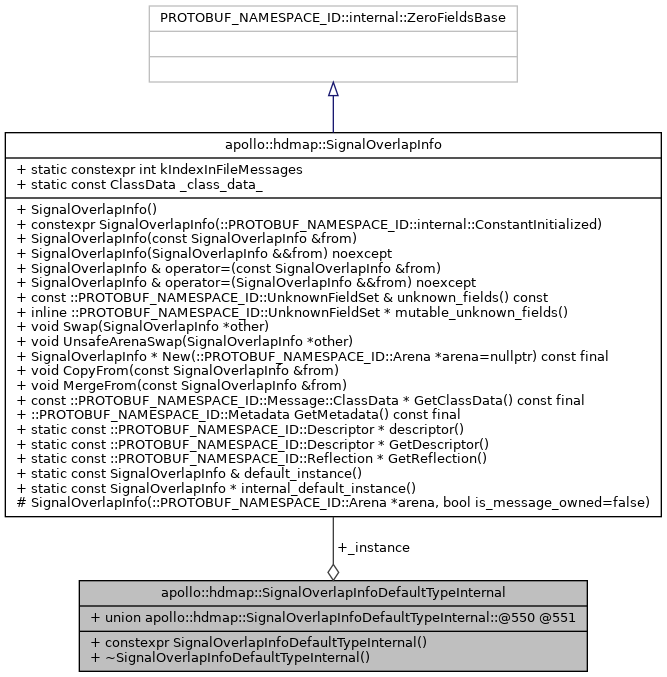 PROTOBUF_NAMESPACE_ID::internal::ZeroFieldsBase
apollo::hdmap::SignalOverlapInfo
+ static constexpr int kIndexInFileMessages
+ static const ClassData _class_data_
+ SignalOverlapInfo()
+ constexpr SignalOverlapInfo(::PROTOBUF_NAMESPACE_ID::internal::ConstantInitialized)
+ SignalOverlapInfo(const SignalOverlapInfo &from)
+ SignalOverlapInfo(SignalOverlapInfo &&from) noexcept
+ SignalOverlapInfo & operator=(const SignalOverlapInfo &from)
+ SignalOverlapInfo & operator=(SignalOverlapInfo &&from) noexcept
+ const ::PROTOBUF_NAMESPACE_ID::UnknownFieldSet & unknown_fields() const
+ inline ::PROTOBUF_NAMESPACE_ID::UnknownFieldSet * mutable_unknown_fields()
+ void Swap(SignalOverlapInfo *other)
+ void UnsafeArenaSwap(SignalOverlapInfo *other)
+ SignalOverlapInfo * New(::PROTOBUF_NAMESPACE_ID::Arena *arena=nullptr) const final
+ void CopyFrom(const SignalOverlapInfo &from)
+ void MergeFrom(const SignalOverlapInfo &from)
+ const ::PROTOBUF_NAMESPACE_ID::Message::ClassData * GetClassData() const final
+ ::PROTOBUF_NAMESPACE_ID::Metadata GetMetadata() const final
+ static const ::PROTOBUF_NAMESPACE_ID::Descriptor * descriptor()
+ static const ::PROTOBUF_NAMESPACE_ID::Descriptor * GetDescriptor()
+ static const ::PROTOBUF_NAMESPACE_ID::Reflection * GetReflection()
+ static const SignalOverlapInfo & default_instance()
+ static const SignalOverlapInfo * internal_default_instance()
# SignalOverlapInfo(::PROTOBUF_NAMESPACE_ID::Arena *arena, bool is_message_owned=false)
+_instance
apollo::hdmap::SignalOverlapInfoDefaultTypeInternal
+ union apollo::hdmap::SignalOverlapInfoDefaultTypeInternal::@550 @551
+ constexpr SignalOverlapInfoDefaultTypeInternal()
+ ~SignalOverlapInfoDefaultTypeInternal()